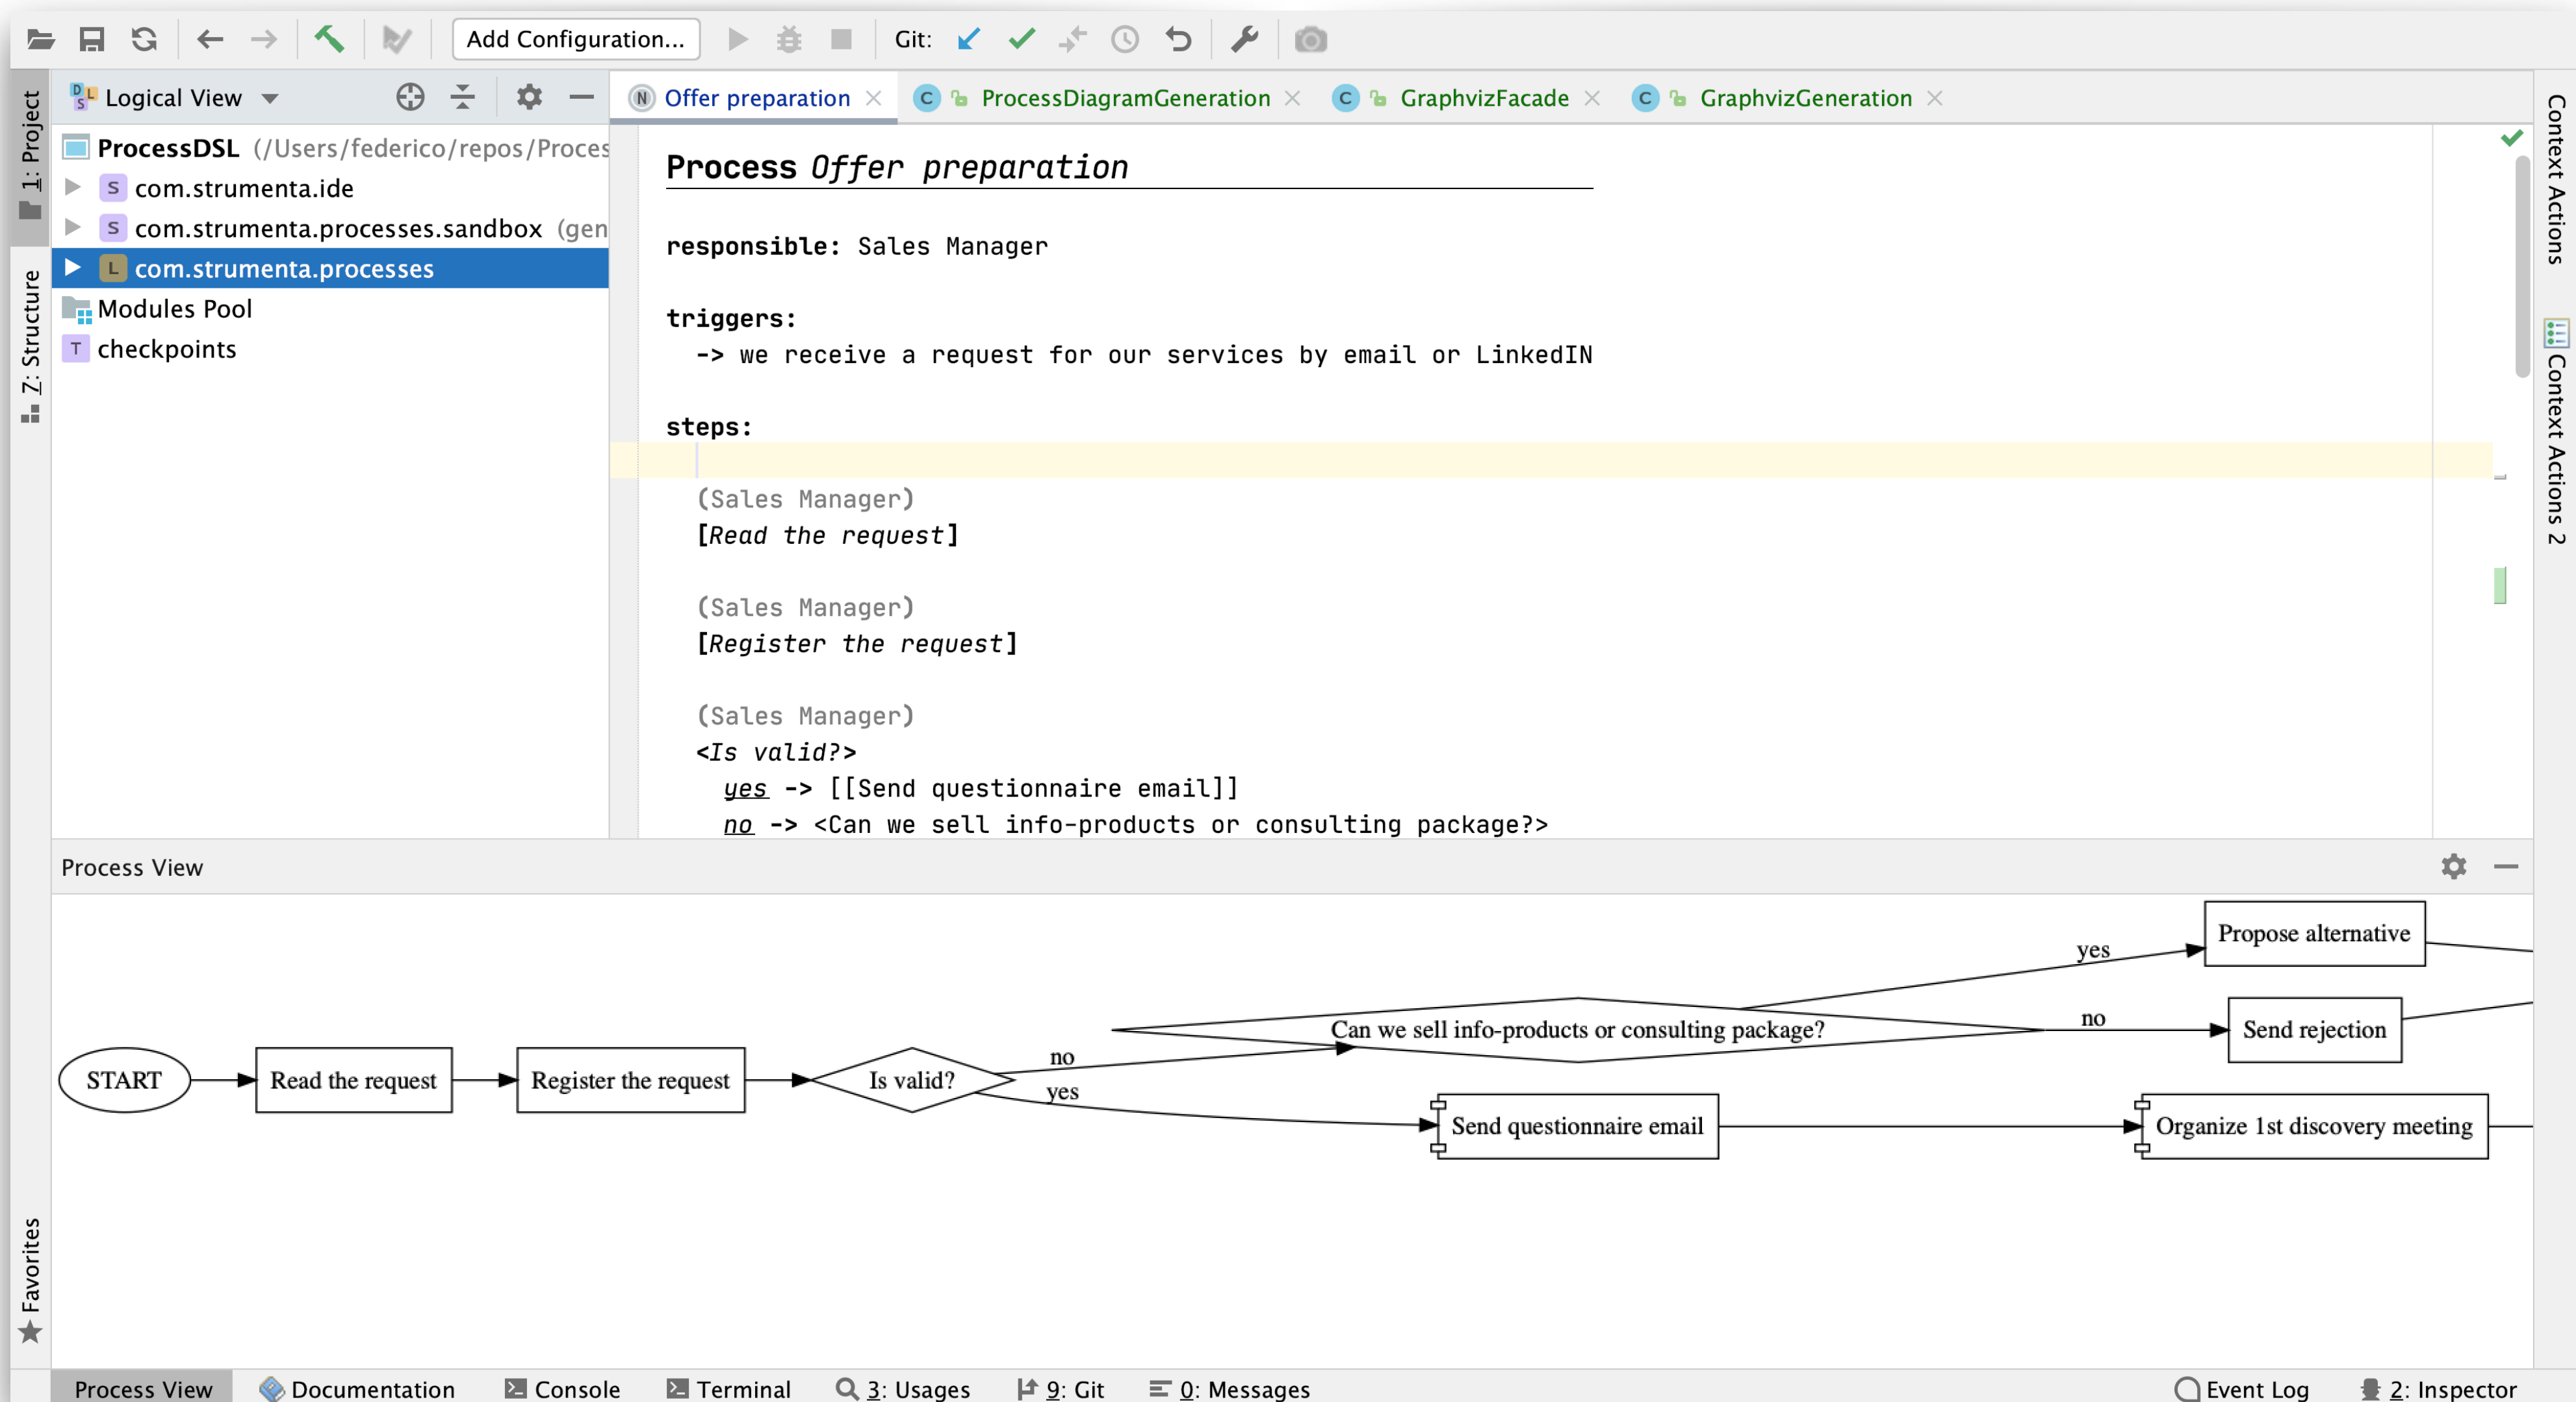 Add Configuration...
Git:
1: Project
Z: Structure
Favorites
Logical View
ProcessDSL (/Users/federico/repos/Proces
S com.strumenta.ide
S com.strumenta.processes.sandbox (gen
L com.strumenta.processes
Modules Pool
T checkpoints
N Offer preparation
C ProcessDiagramGeneration
C GraphvizFacade
C GraphvizGeneration
Process Offer preparation
responsible: Sales Manager
triggers:
-> we receive a request for our services by email or LinkedIN
steps:
(Sales Manager)
[Read the request]
(Sales Manager)
[Register the request]
(Sales Manager)
<Is valid?>
yes -> [[Send questionnaire email]]
no -> <Can we sell info-products or consulting package?>
Context Actions
Context Actions 2
Process View
START
Read the request
Register the request
Is valid?
no
yes
Can we sell info-products or consulting package?
yes
no
Propose alternative
Send rejection
Send questionnaire email
Organize 1st discovery meeting
Process View
Documentation
Console
Terminal
3: Usages
9: Git
0: Messages
Event Log
2: Inspector